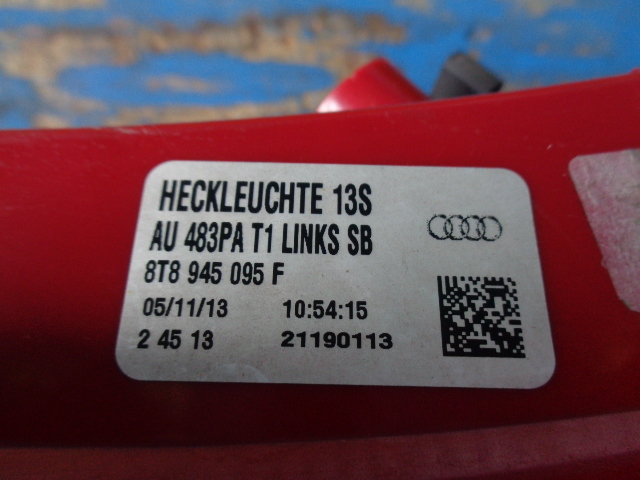 HECKLEUCHTE 13S
AU 483PA T1 LINKS SB
8T8 945 095 F
05/11/13 10:54:15
2 45 13 21190113